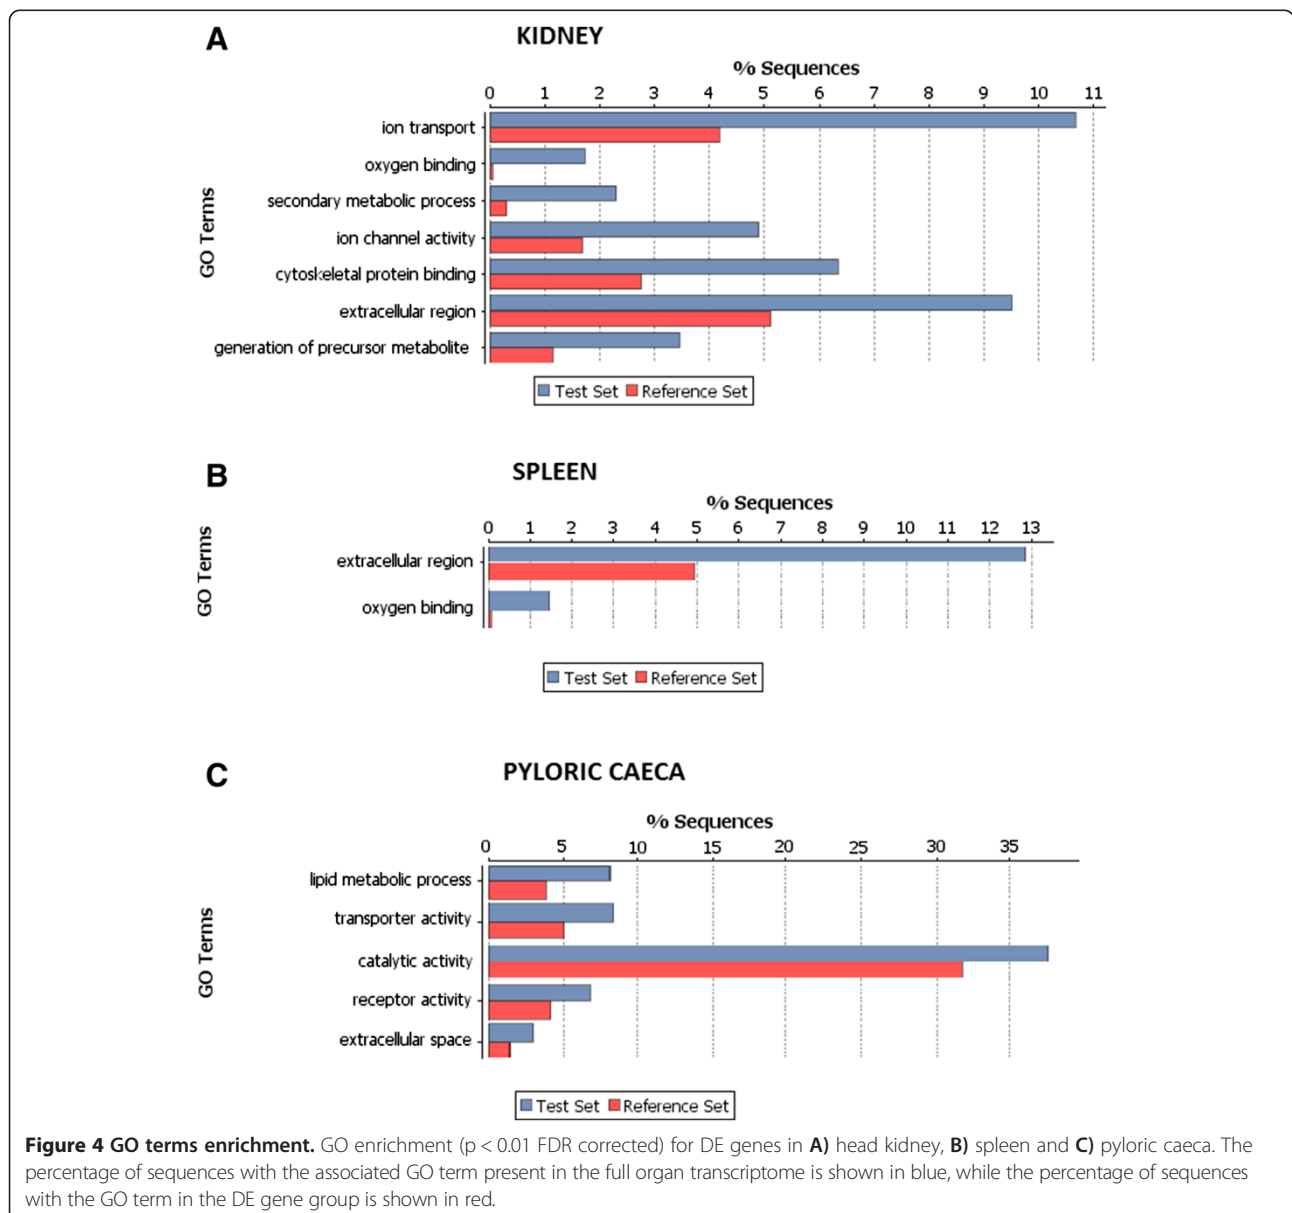 A
KIDNEY
% Sequences
0 1 2 3 4 5 6 7 8 9 10 11
GO Terms
ion transport
oxygen binding
secondary metabolic process
ion channel activity
cytoskeletal protein binding
extracellular region
generation of precursor metabolite
Test Set Reference Set
B
SPLEEN
% Sequences
0 1 2 3 4 5 6 7 8 9 10 11 12 13
GO Terms
extracellular region
oxygen binding
Test Set Reference Set
C
PYLORIC CAECA
% Sequences
0 5 10 15 20 25 30 35
GO Terms
lipid metabolic process
transporter activity
catalytic activity
receptor activity
extracellular space
Test Set Reference Set
Figure 4 GO terms enrichment. GO enrichment (p < 0.01 FDR corrected) for DE genes in A) head kidney, B) spleen and C) pyloric caeca. The
percentage of sequences with the associated GO term present in the full organ transcriptome is shown in blue, while the percentage of sequences
with the GO term in the DE gene group is shown in red.